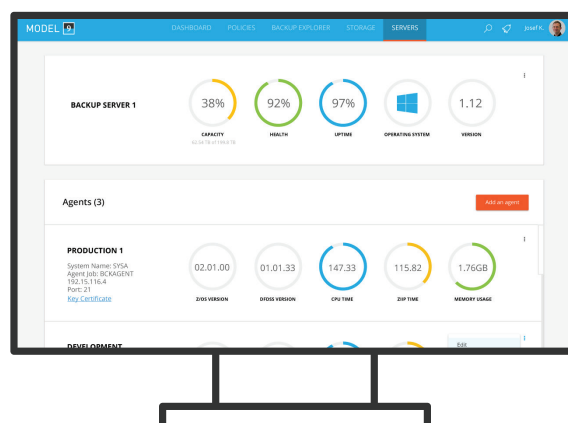 MODEL 9
DASHBOARD POLICIES BACKUP EXPLORER STORAGE SERVERS
Josef K.
BACKUP SERVER 1
38% 92% 97% 1.12
CAPACITY HEALTH UPTIME OPERATING SYSTEM VERSION
Agents (3)
Add an agent
PRODUCTION 1
System Name: SYSA
Agent Job: BCKAGENT
192.15.116.4
Port: 21
Key Certificate
02.01.00 01.01.33 147.33 115.82 1.76GB
Z/OS VERSION DFDSS VERSION CPU TIME ZIIP TIME MEMORY USAGE
DEVELOPMENT
Edit